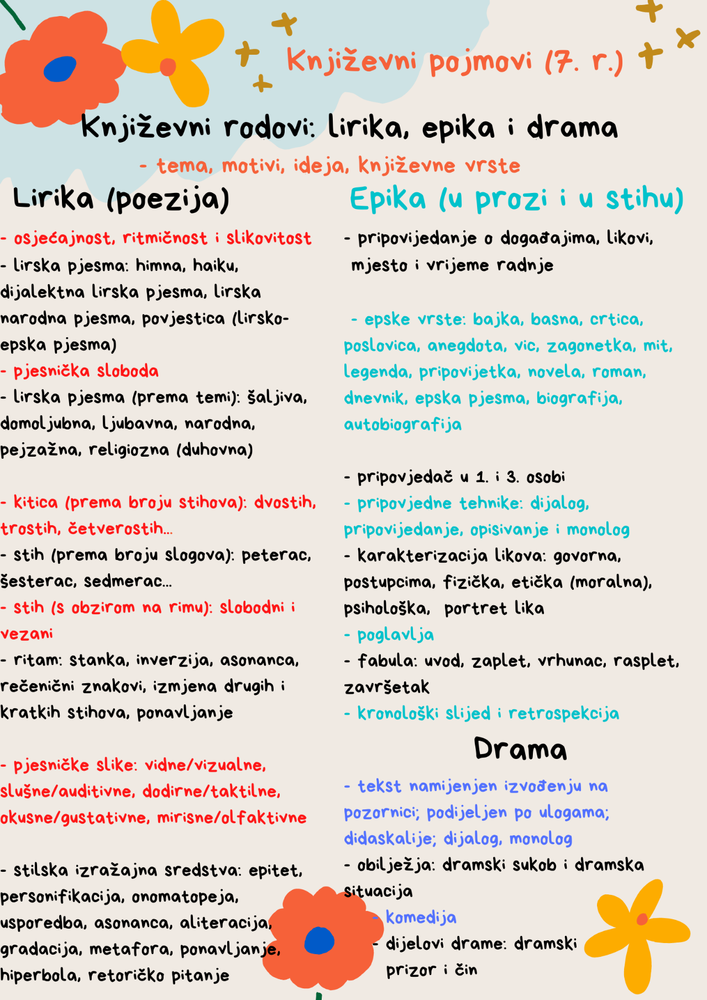 Književni pojmovi (7. r.)
Književni rodovi: lirika, epika i drama
- tema, motivi, ideja, književne vrste
Lirika (poezija)
- osjećajnost, ritmičnost i slikovitost
- lirska pjesma: himna, haiku,
dijalektna lirska pjesma, lirska
narodna pjesma, povjestica (lirsko-
epska pjesma)
- pjesnička sloboda
- lirska pjesma (prema temi): šaljiva,
domoljubna, ljubavna, narodna,
pejzažna, religiozna (duhovna)
- kitica (prema broju stihova): dvostih,
trostih, četverostih...
- stih (prema broju slogova): peterac,
šesterac, sedmerac...
- stih (s obzirom na rimu): slobodni i
vezani
- ritam: stanka, inverzija, asonanca,
rečenični znakovi, izmjena drugih i
kratkih stihova, ponavljanje
- pjesničke slike: vidne/vizualne,
slušne/auditivne, dodirne/taktilne,
okusne/gustativne, mirisne/olfaktivne
- stilska izražajna sredstva: epitet,
personifikacija, onomatopeja,
usporedba, asonanca, aliteracija,
gradacija, metafora, ponavljanje,
hiperbola, retoričko pitanje
Epika (u prozi i u stihu)
- pripovijedanje o događajima, likovi,
mjesto i vrijeme radnje
- epske vrste: bajka, basna, crtica,
poslovica, anegdota, vic, zagonetka, mit,
legenda, pripovijetka, novela, roman,
dnevnik, epska pjesma, biografija,
autobiografija
- pripovjedač u 1. i 3. osobi
- pripovjedne tehnike: dijalog,
pripovijedanje, opisivanje i monolog
- karakterizacija likova: govorna,
postupcima, fizička, etička (moralna),
psihološka, portret lika
- poglavlja
- fabula: uvod, zaplet, vrhunac, rasplet,
završetak
- kronološki slijed i retrospekcija
Drama
- tekst namijenjen izvođenju na
pozornici; podijeljen po ulogama;
didaskalije; dijalog, monolog
- obilježja: dramski sukob i dramska
situacija
- komedija
- dijelovi drame: dramski
prizor i čin